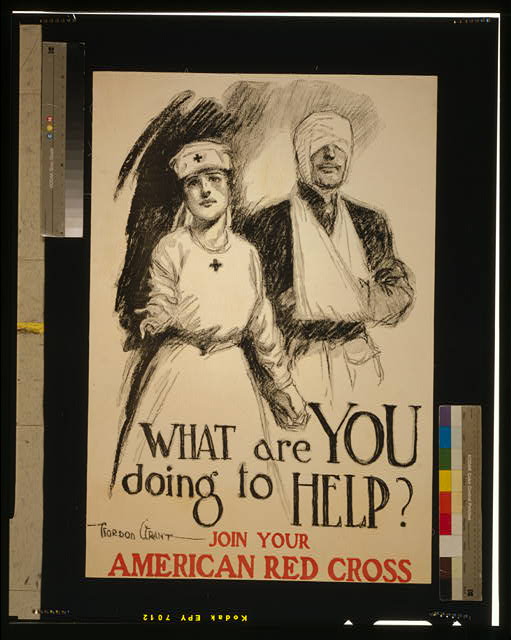 WHAT are YOU
doing to HELP?
GORDON GRANT
JOIN YOUR
AMERICAN RED CROSS
Kodak EPY 7012